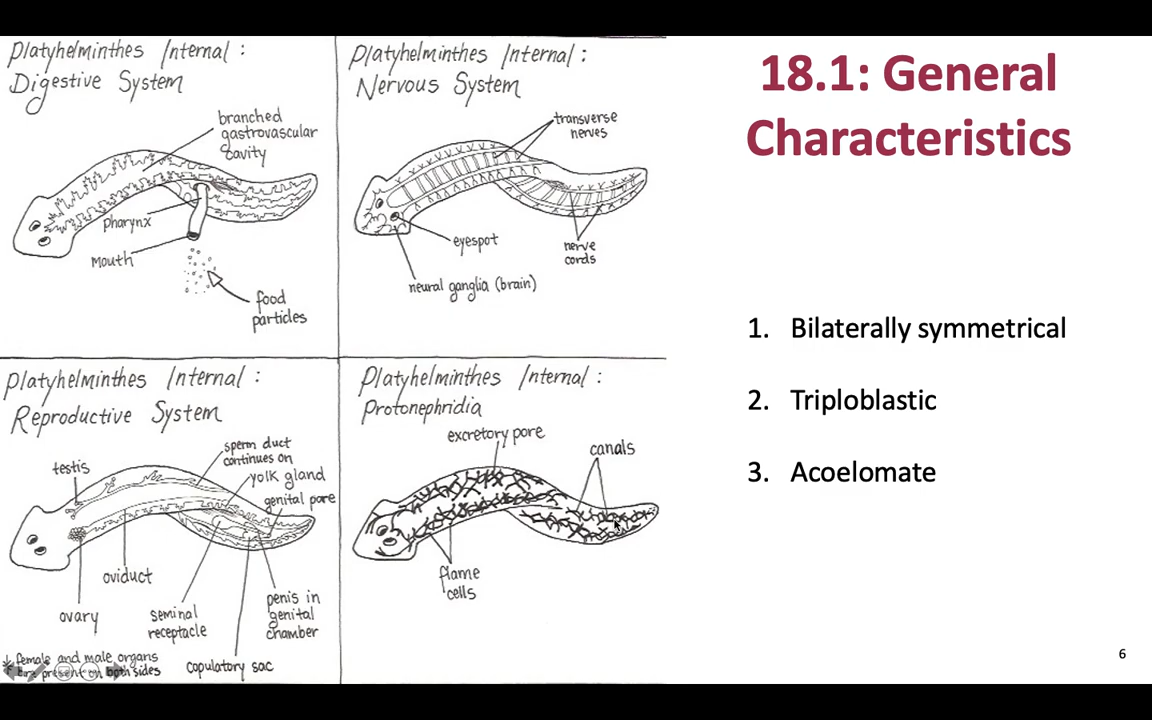 Platyhelminthes Internal :
Digestive System
branched
gastrovascular
cavity
pharynx
mouth
food
particles
Platyhelminthes Internal :
Nervous System
transverse
nerves
eyespot
nerve
cords
neural ganglia (brain)
Platyhelminthes Internal :
Reproductive System
sperm duct
continues on
testis
yolk gland
genital pore
oviduct
ovary
seminal
receptacle
penis in
genital
chamber
copulatory sac
* female and male organs
are present on both sides
Platyhelminthes Internal :
Protonephridia
excretory pore
canals
flame
cells
18.1: General
Characteristics
1. Bilaterally symmetrical
2. Triploblastic
3. Acoelomate
6